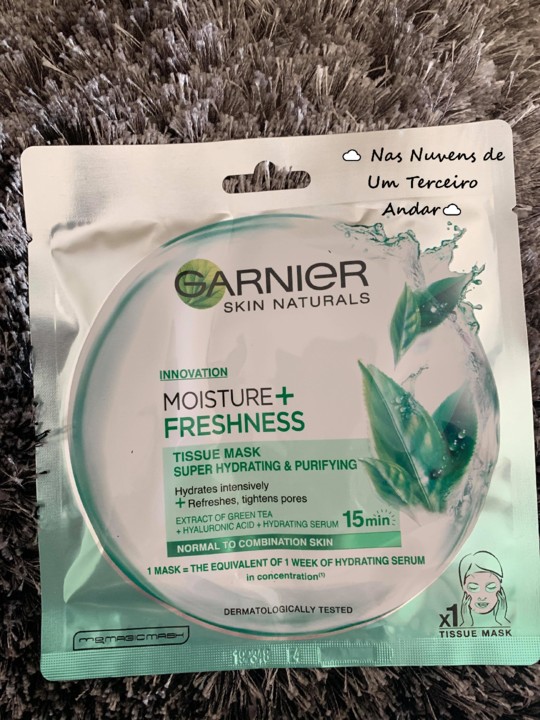 ☁ Nas Nuvens de
Um Terceiro
Andar☁
GARNIER
SKIN NATURALS
INNOVATION
MOISTURE+
FRESHNESS
TISSUE MASK
SUPER HYDRATING & PURIFYING
Hydrates intensively
+ Refreshes, tightens pores
EXTRACT OF GREEN TEA
+ HYALURONIC ACID + HYDRATING SERUM
15min
NORMAL TO COMBINATION SKIN
1 MASK = THE EQUIVALENT OF 1 WEEK OF HYDRATING SERUM
in concentration(1)
DERMATOLOGICALLY TESTED
x1
TISSUE MASK